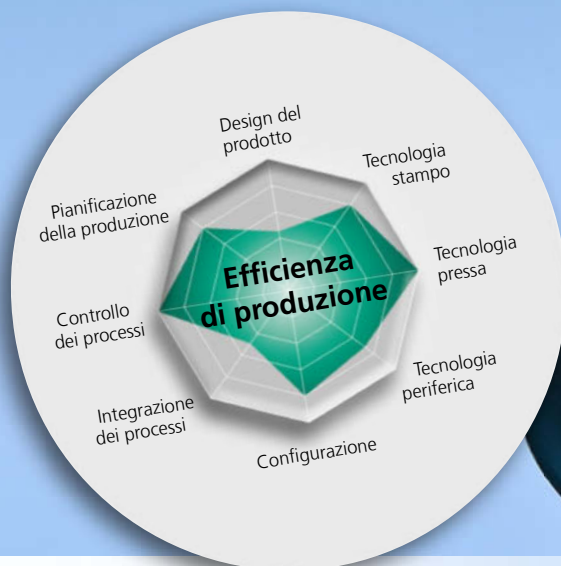 Design del
prodotto
Tecnologia
stampo
Tecnologia
pressa
Tecnologia
periferica
Configurazione
Integrazione
dei processi
Controllo
dei processi
Pianificazione
della produzione
Efficienza
di produzione